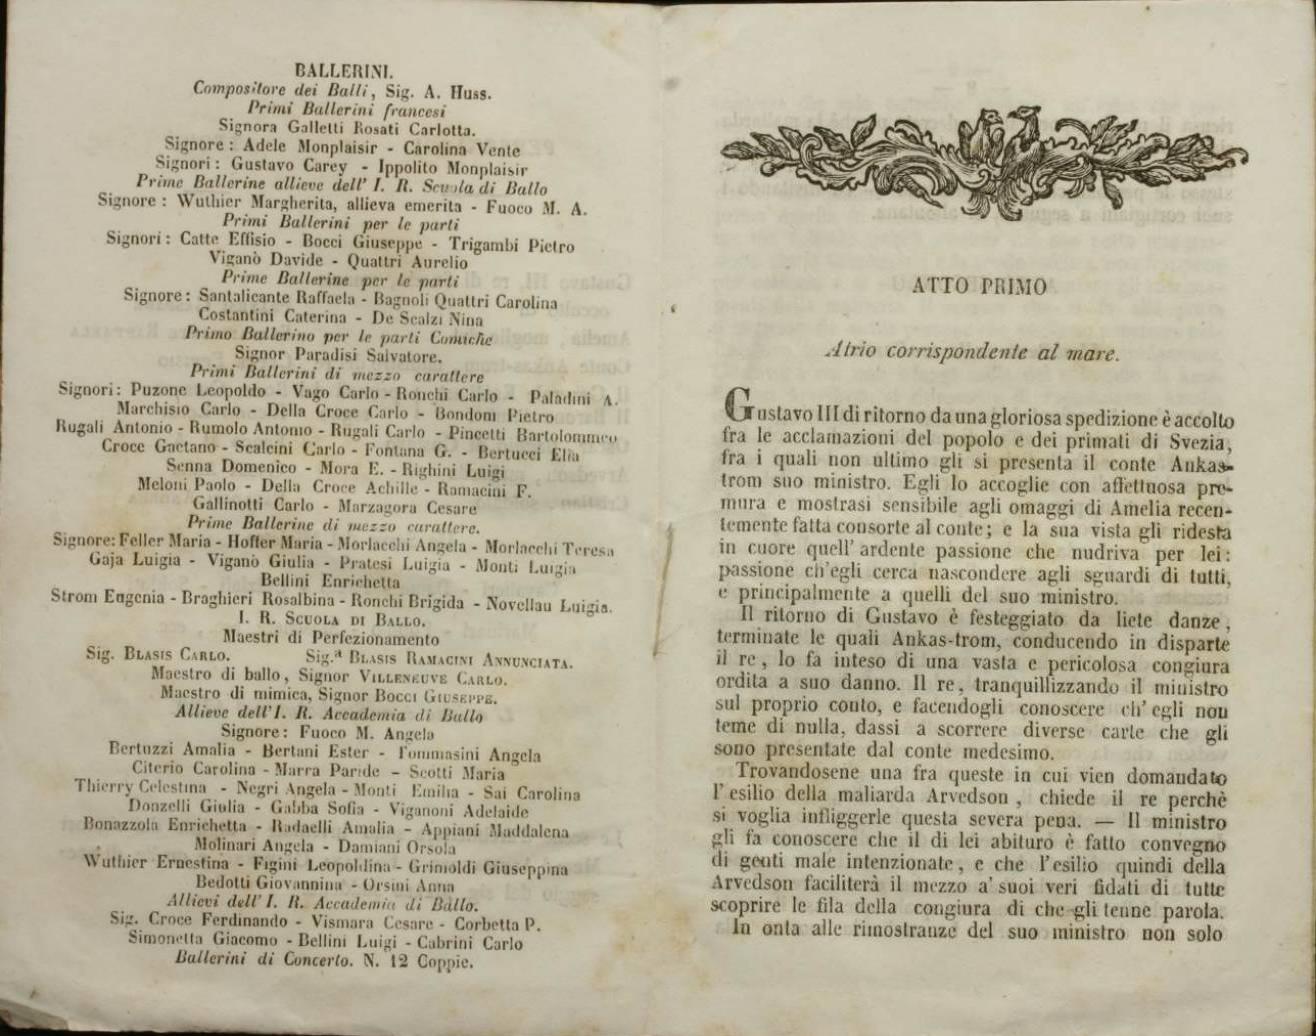 BALLERINI.
Compositore dei Balli, Sig. A. Huss.
Primi Ballerini francesi
Signora Galletti Rosati Carlotta.
Signore: Adele Monplaisir - Carolina Vente
Signori: Gustavo Carey - Ippolito Monplaisir
Prime Ballerine allieve dell' I. R. Scuola di Ballo
Signore: Wuthier Margherita, allieva emerita - Fuoco M. A.
Primi Ballerini per le parti
Signori: Catte Effisio - Bocci Giuseppe - Trigambi Pietro
Viganò Davide - Quattri Aurelio
Prime Ballerine per le parti
Signore: Santalicante Raffaela - Bagnoli Quattri Carolina
Costantini Caterina - De Scalzi Nina
Primo Ballerino per le parti Comiche
Signor Paradisi Salvatore.
Primi Ballerini di mezzo carattere
Signori: Puzone Leopoldo - Vago Carlo - Ronchi Carlo - Paladini A.
Marchisio Carlo - Della Croce Carlo - Bondoni Pietro
Rugali Antonio - Rumolo Antonio - Rugali Carlo - Pincetti Bartolommeo
Croce Gaetano - Scalcini Carlo - Fontana G. - Bertucci Elia
Senna Domenico - Mora E. - Righini Luigi
Meloni Paolo - Della Croce Achille - Ramacini F.
Gallinotti Carlo - Marzagora Cesare
Prime Ballerine di mezzo carattere.
Signore: Feller Maria - Hoffer Maria - Morlacchi Angela - Morlacchi Teresa
Gaja Luigia - Viganò Giulia - Pratesi Luigia - Monti Luigia
Bellini Enrichetta
Strom Eugenia - Braghieri Rosalbina - Ronchi Brigida - Novellau Luigia.
I. R. SCUOLA DI BALLO.
Maestri di Perfezionamento
Sig. BLASIS CARLO. Sig.ª BLASIS RAMACINI ANNUNCIATA.
Maestro di ballo, Signor VILLENEUVE CARLO.
Maestro di mimica, Signor BOCCI GIUSEPPE.
Allieve dell'I. R. Accademia di Ballo
Signore: Fuoco M. Angela
Bertuzzi Amalia - Bertani Ester - Tommasini Angela
Citerio Carolina - Marra Paride - Scotti Maria
Thierry Celestina - Negri Angela - Monti Emilia - Sai Carolina
Donzelli Giulia - Gabba Sofia - Viganoni Adelaide
Bonazzola Enrichetta - Radaelli Amalia - Appiani Maddalena
Molinari Angela - Damiani Orsola
Wuthier Ernestina - Figini Leopoldina - Grimoldi Giuseppina
Bedotti Giovannina - Orsini Anna
Allievi dell'I. R. Accademia di Ballo.
Sig. Croce Ferdinando - Vismara Cesare - Corbetta P.
Simonetta Giacomo - Bellini Luigi - Cabrini Carlo
Ballerini di Concerto. N. 12 Coppie.
ATTO PRIMO
Atrio corrispondente al mare.
Gustavo III di ritorno da una gloriosa spedizione è accolto
fra le acclamazioni del popolo e dei primati di Svezia,
fra i quali non ultimo gli si presenta il conte Ankas-
trom suo ministro. Egli lo accoglie con affettuosa pre-
mura e mostrasi sensibile agli omaggi di Amelia recen-
temente fatta consorte al conte; e la sua vista gli ridesta
in cuore quell' ardente passione che nudriva per lei:
passione ch'egli cerca nascondere agli sguardi di tutti,
e principalmente a quelli del suo ministro.
Il ritorno di Gustavo è festeggiato da liete danze,
terminate le quali Ankas-trom, conducendo in disparte
il re, lo fa inteso di una vasta e pericolosa congiura
ordita a suo danno. Il re, tranquillizzando il ministro
sul proprio conto, e facendogli conoscere ch' egli non
teme di nulla, dassi a scorrere diverse carte che gli
sono presentate dal conte medesimo.
Trovandosene una fra queste in cui vien domandato
l' esilio della maliarda Arvedson, chiede il re perchè
si voglia infliggerle questa severa pena. — Il ministro
gli fa conoscere che il di lei abituro è fatto convegno
di genti male intenzionate, e che l'esilio quindi della
Arvedson faciliterà il mezzo a' suoi veri fidati di tutte
scoprire le fila della congiura di che gli tenne parola.
In onta alle rimostranze del suo ministro non solo